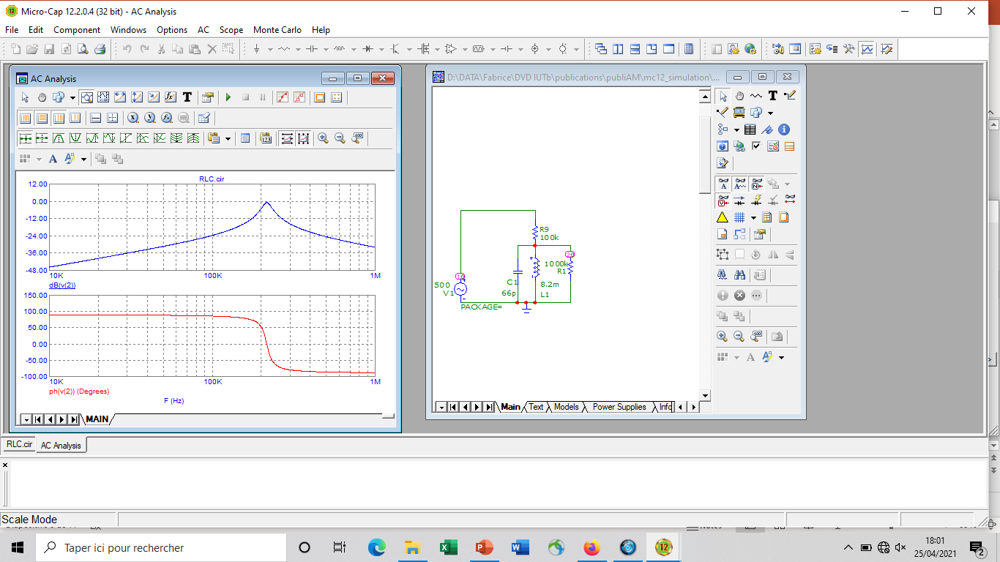 Micro-Cap 12.2.0.4 (32 bit) - AC Analysis
File Edit Component Windows Options AC Scope Monte Carlo Help
AC Analysis
RLC.cir
12.00
0.00
-12.00
-24.00
-36.00
-48.00
10K 100K 1M
dB(v(2))
150.00
100.00
50.00
0.00
-50.00
-100.00
10K 100K 1M
ph(v(2)) (Degrees)
F (Hz)
MAIN
D:\DATA\Fabrice\DVD IUTb\publications\publiAM\mc12_simulation\...
R9
100k
1000k
R1
C1
66p
8.2m
L1
500
V1
PACKAGE=
Main Text Models Power Supplies Info
RLC.cir AC Analysis
Scale Mode
Taper ici pour rechercher
18:01
25/04/2021
2